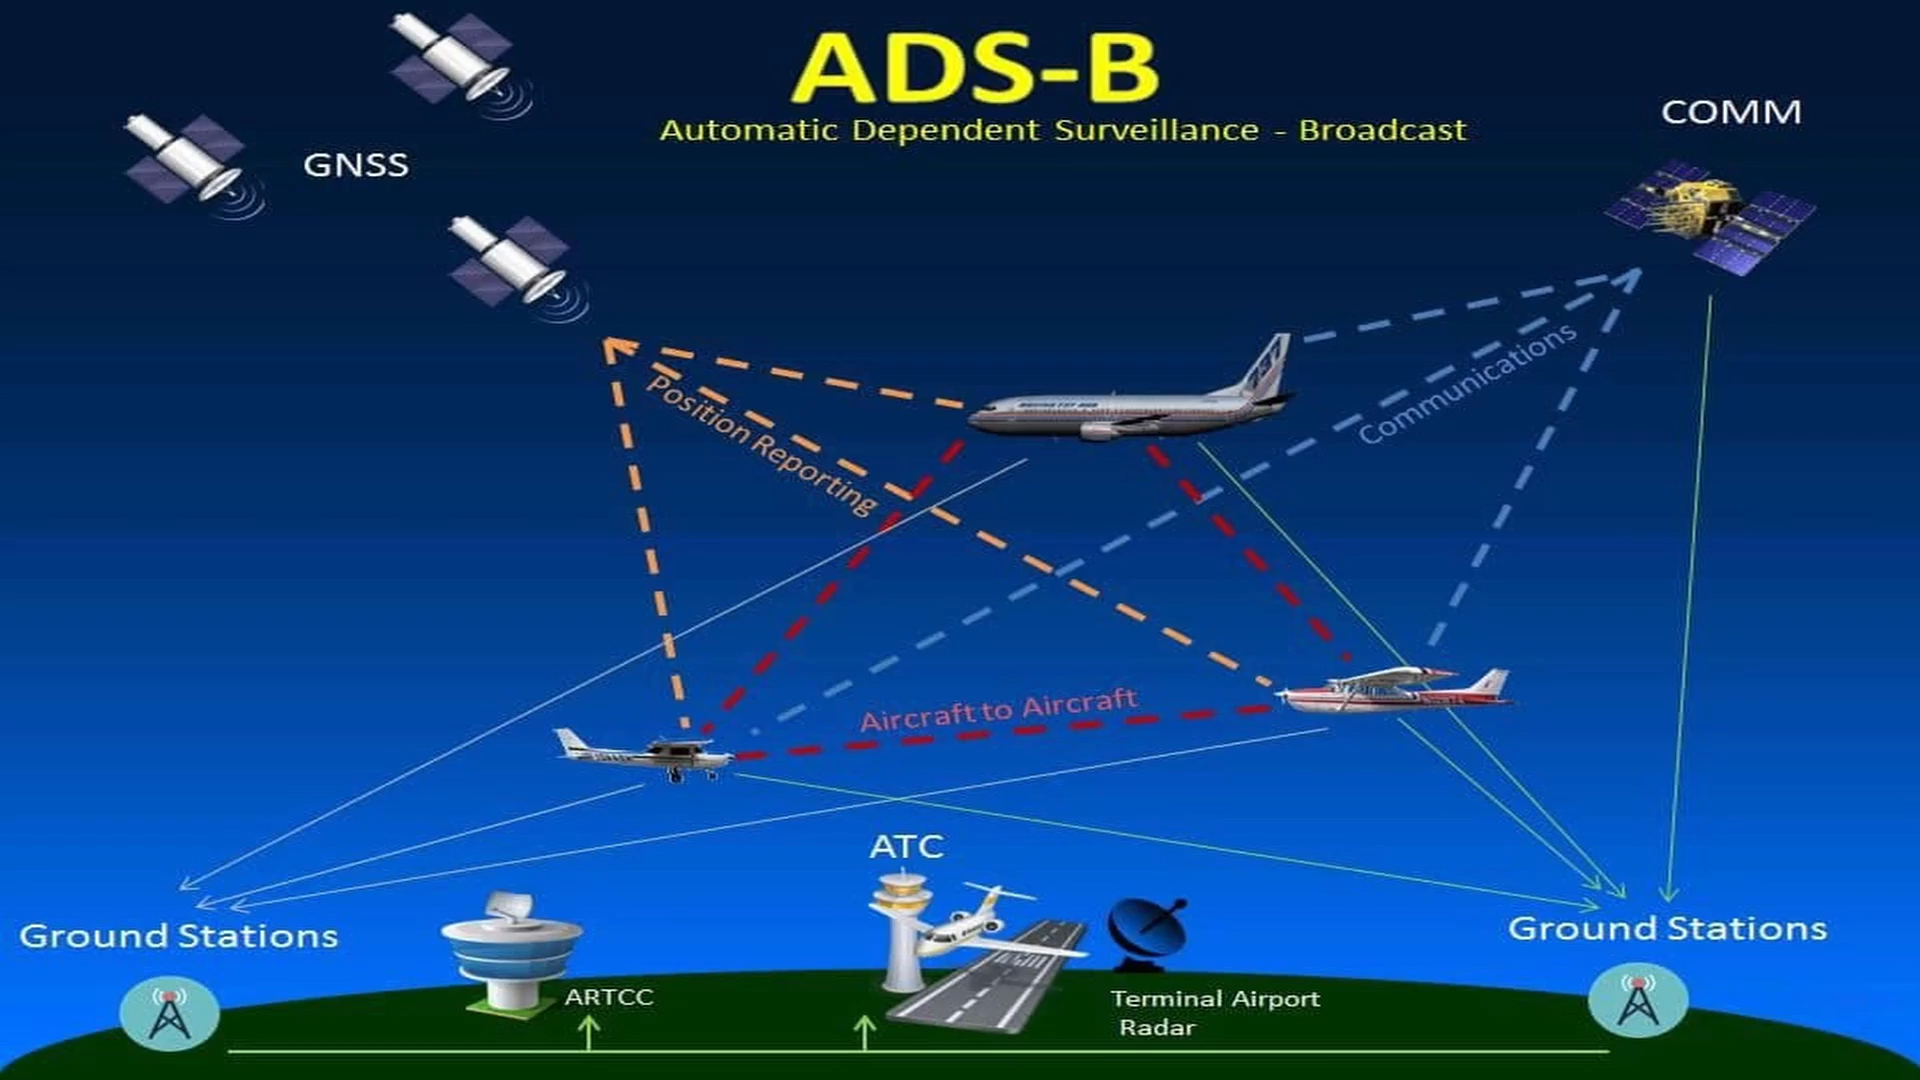 ADS-B
Automatic Dependent Surveillance - Broadcast
COMM
GNSS
Communications
Position Reporting
Aircraft to Aircraft
ATC
Ground Stations
Ground Stations
ARTCC
Terminal Airport
Radar